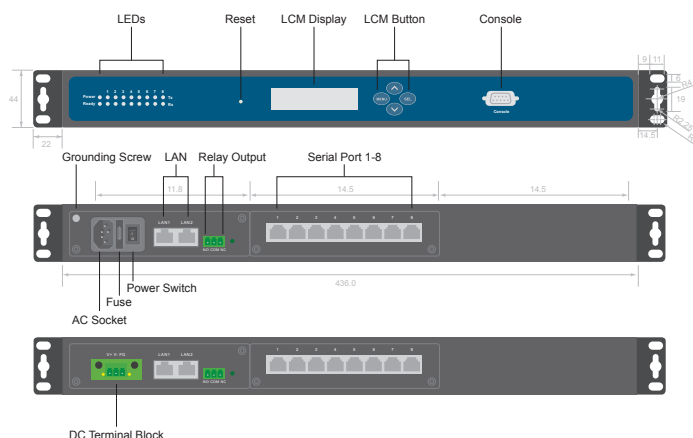 LEDs Reset LCM Display LCM Button Console
9 11
6
R4
1 2 3 4 5 6 7 8
Power Tx
Ready Rx
MENU SEL
Console
44
19
R2.25
22
14.5
Grounding Screw LAN Relay Output Serial Port 1-8
11.8 14.5 14.5
LAN1 LAN2
1 2 3 4 5 6 7 8
NO COM NC
436.0
Power Switch
Fuse
AC Socket
V+ V- FG
LAN1 LAN2
1 2 3 4 5 6 7 8
NO COM NC
DC Terminal Block